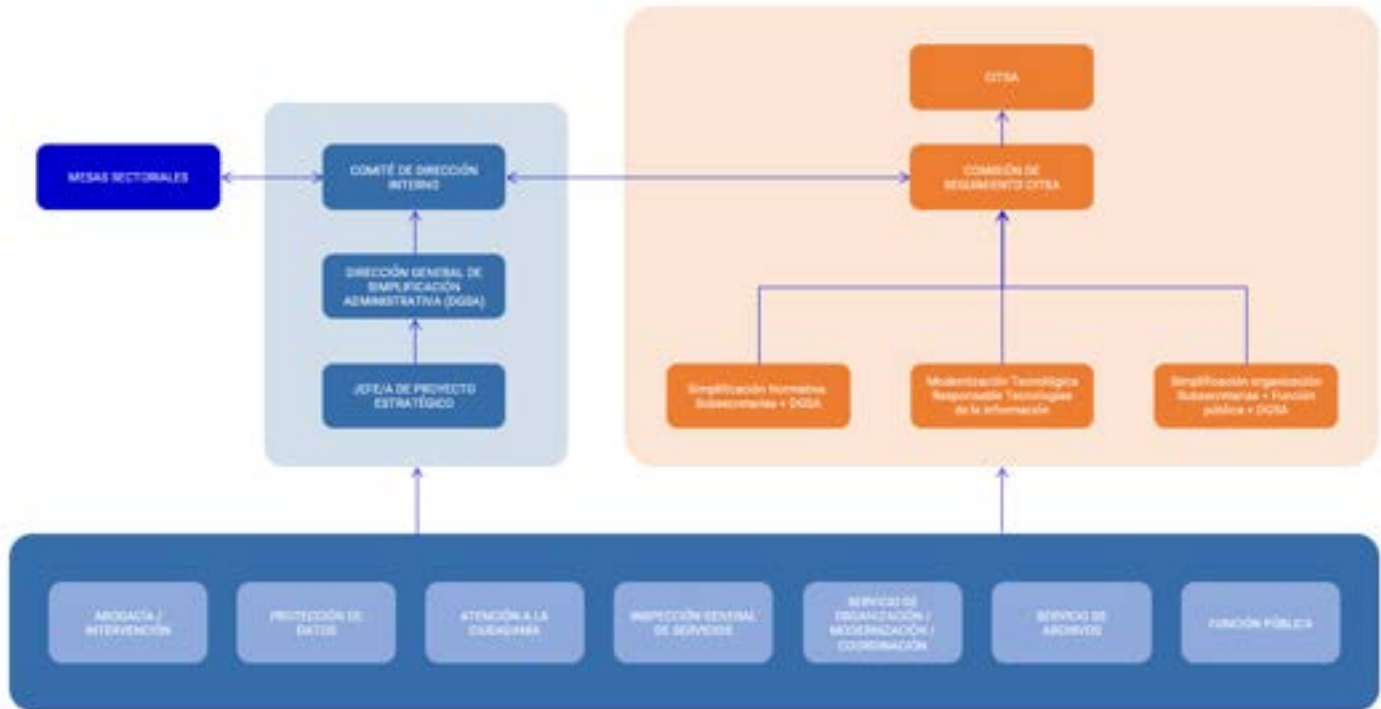 CITSA
MESAS SECTORIALES
COMITÉ DE DIRECCIÓN
INTERNO
COMISIÓN DE
SEGUIMIENTO CITSA
DIRECCIÓN GENERAL DE
SIMPLIFICACIÓN
ADMINISTRATIVA (DGSA)
JEFE/A DE PROYECTO
ESTRATÉGICO
Simplificación Normativa
Subsecretarías + DGSA
Modernización Tecnológica
Responsable Tecnologías
de la Información
Simplificación organización
Subsecretarías + Función
pública + DGSA
ABOGACÍA /
INTERVENCIÓN
PROTECCIÓN DE
DATOS
ATENCIÓN A LA
CIUDADANÍA
INSPECCIÓN GENERAL
DE SERVICIOS
SERVICIO DE
ORGANIZACIÓN /
MODERNIZACIÓN /
COORDINACIÓN
SERVICIO DE
ARCHIVOS
FUNCIÓN PÚBLICA